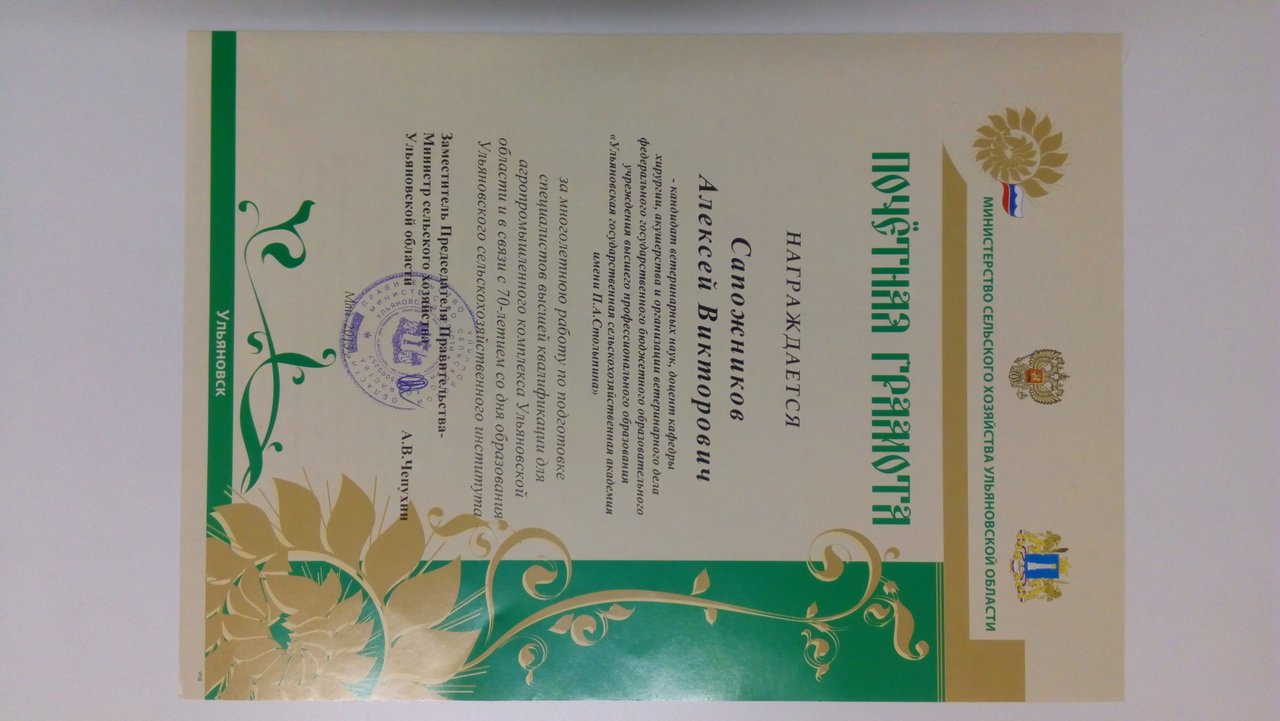 МИНИСТЕРСТВО СЕЛЬСКОГО ХОЗЯЙСТВА УЛЬЯНОВСКОЙ ОБЛАСТИ
ПОЧЁТНАЯ ГРАМОТА
НАГРАЖДАЕТСЯ
Сапожников
Алексей Викторович
- кандидат ветеринарных наук, доцент кафедры
хирургии, акушерства и организации ветеринарного дела
федерального государственного бюджетного образовательного
учреждения высшего профессионального образования
«Ульяновская государственная сельскохозяйственная академия
имени П.А.Столыпина»
за многолетнюю работу по подготовке
специалистов высшей квалификации для
агропромышленного комплекса Ульяновской
области и в связи с 70-летием со дня образования
Ульяновского сельскохозяйственного института
Заместитель Председателя Правительства-
Министр сельского хозяйства
Ульяновской области А.В.Чепухин
Ульяновск